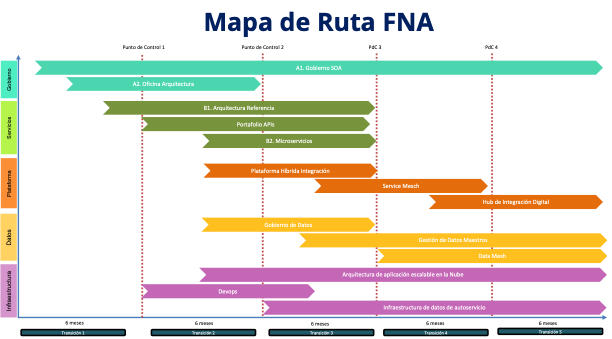 Mapa de Ruta FNA
Punto de Control 1
Punto de Control 2
PdC 3
PdC 4
Gobierno
A1. Gobierno SOA
A2. Oficina Arquitectura
Servicios
B1. Arquitectura Referencia
Portafolio APIs
B2. Microservicios
Plataforma
Plataforma Híbrida Integración
Service Mesch
Hub de Integración Digital
Datos
Gobierno de Datos
Gestión de Datos Maestros
Data Mesh
Infraestructura
Arquitectura de aplicación escalable en la Nube
Devops
Infraestructura de datos de autoservicio
6 meses
6 meses
6 meses
6 meses
6 meses
Transición 1
Transición 2
Transición 3
Transición 4
Transición 5